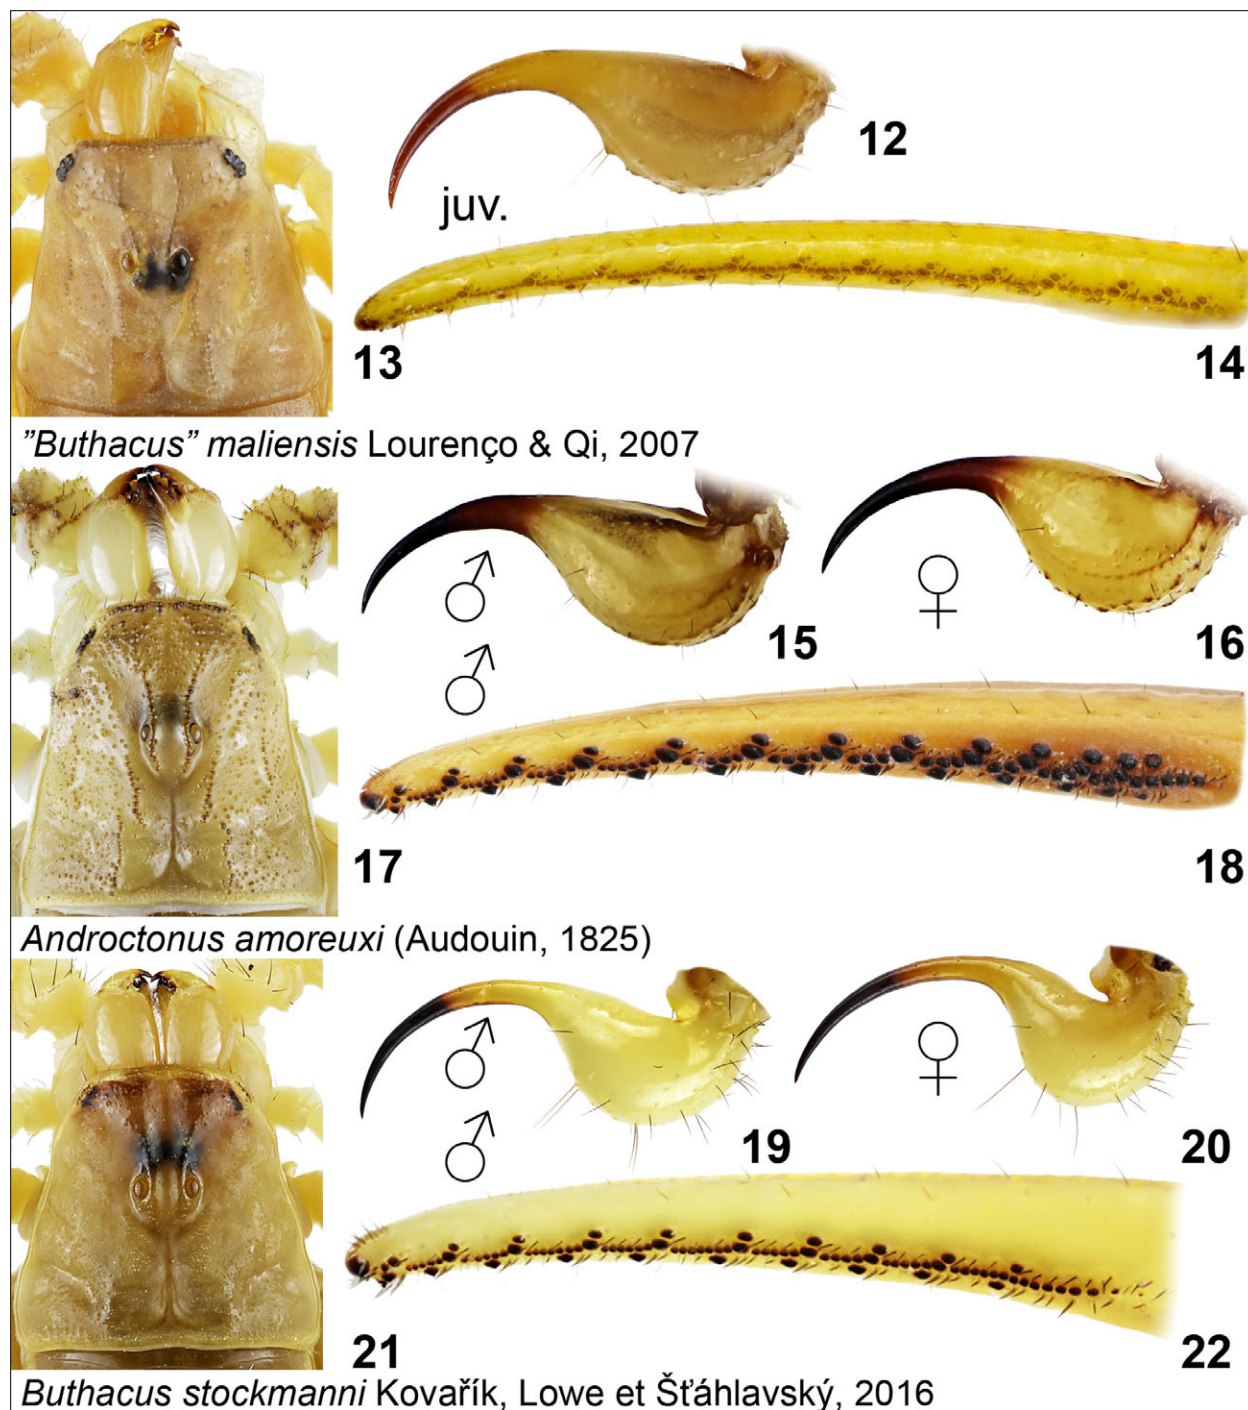 12
juv.
13 14
"Buthacus" maliensis Lourenço & Qi, 2007
♂ 15 ♀ 16
♂
17 18
Androctonus amoreuxi (Audouin, 1825)
♂ 19 ♀ 20
♂
21 22
Buthacus stockmanni Kovařík, Lowe et Šťáhlavský, 2016